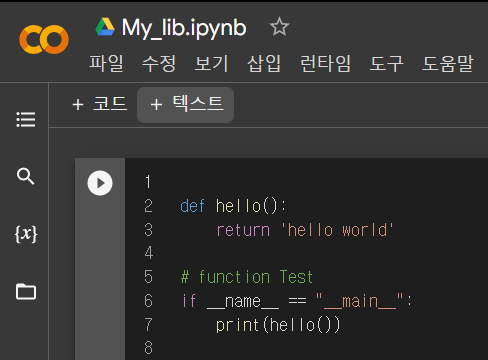 My_lib.ipynb
파일 수정 보기 삽입 런타임 도구 도움말
+ 코드 + 텍스트
{x}
1
2 def hello():
3     return 'hello world'
4
5 # function Test
6 if __name__ == "__main__":
7     print(hello())
8